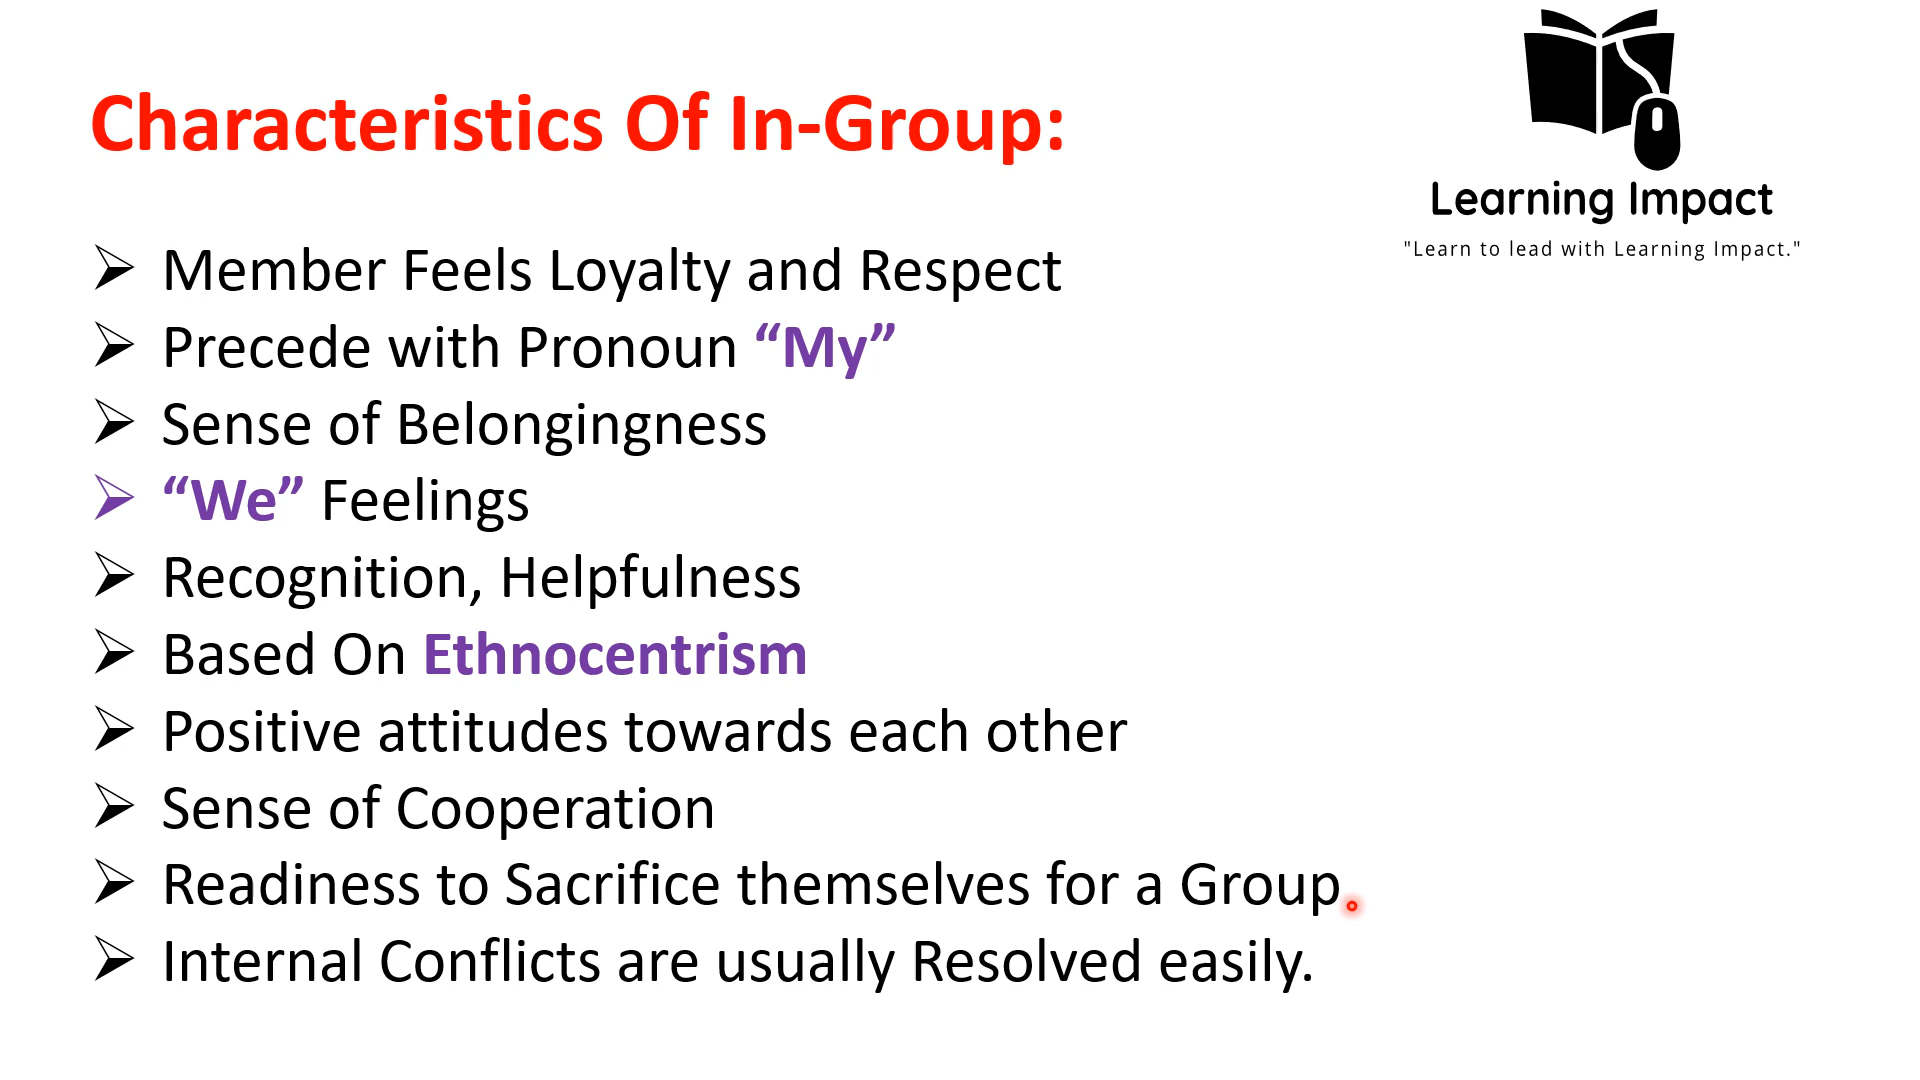 Characteristics Of In-Group:
Learning Impact
"Learn to lead with Learning Impact."
Member Feels Loyalty and Respect
Precede with Pronoun “My”
Sense of Belongingness
“We” Feelings
Recognition, Helpfulness
Based On Ethnocentrism
Positive attitudes towards each other
Sense of Cooperation
Readiness to Sacrifice themselves for a Group.
Internal Conflicts are usually Resolved easily.